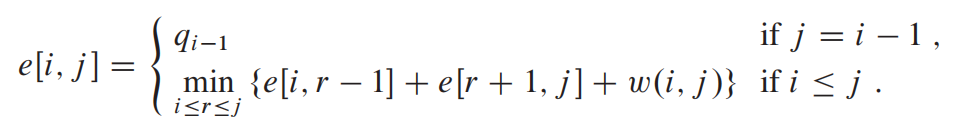 e[i, j] = { q_{i−1} if j = i − 1 ,
min_{i≤r≤j} {e[i, r − 1] + e[r + 1, j] + w(i, j)} if i ≤ j .